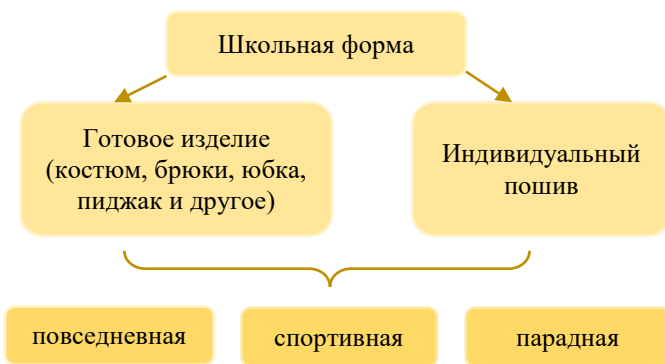 Школьная форма
Готовое изделие
(костюм, брюки, юбка,
пиджак и другое)
Индивидуальный
пошив
повседневная
спортивная
парадная